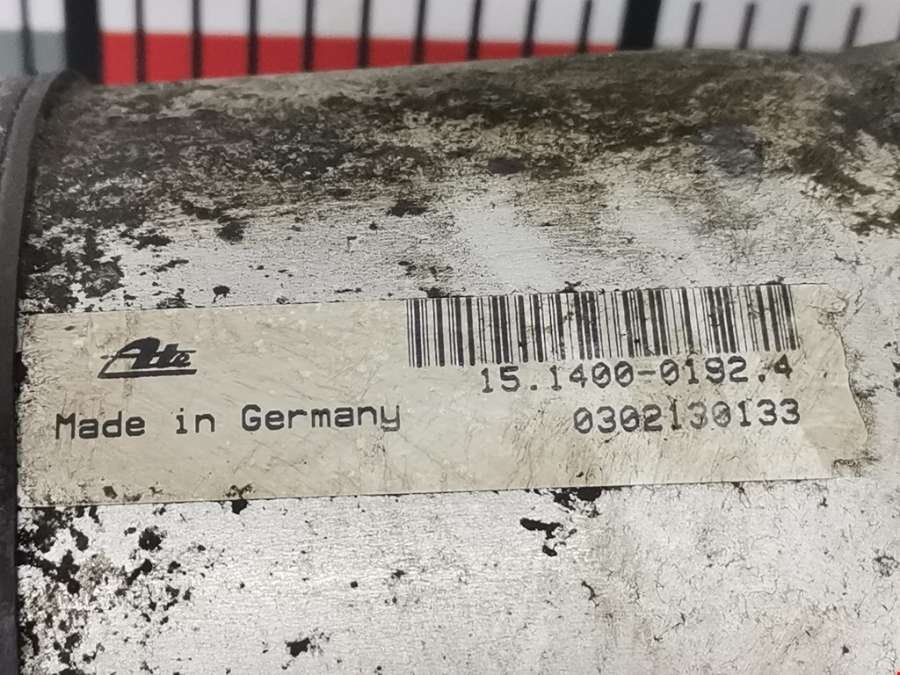 Ate
15.1400-0192.4
Made in Germany
0302130133